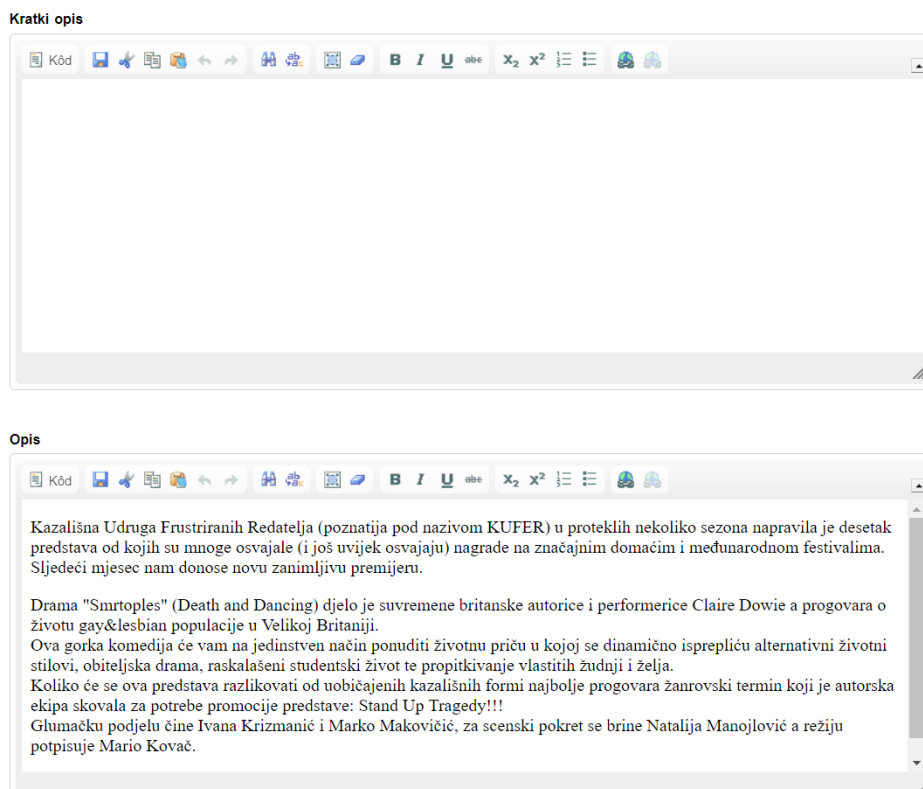 Kratki opis
Kôd
B I U abc X₂ X²
Opis
Kôd
B I U abc X₂ X²
Kazališna Udruga Frustriranih Redatelja (poznatija pod nazivom KUFER) u proteklih nekoliko sezona napravila je desetak
predstava od kojih su mnoge osvajale (i još uvijek osvajaju) nagrade na značajnim domaćim i međunarodnom festivalima.
Sljedeći mjesec nam donose novu zanimljivu premijeru.
Drama "Smrtoples" (Death and Dancing) djelo je suvremene britanske autorice i performerice Claire Dowie a progovara o
životu gay&lesbian populacije u Velikoj Britaniji.
Ova gorka komedija će vam na jedinstven način ponuditi životnu priču u kojoj se dinamično isprepliću alternativni životni
stilovi, obiteljska drama, raskalašeni studentski život te propitkivanje vlastitih žudnji i želja.
Koliko će se ova predstava razlikovati od uobičajenih kazališnih formi najbolje progovara žanrovski termin koji je autorska
ekipa skovala za potrebe promocije predstave: Stand Up Tragedy!!!
Glumačku podjelu čine Ivana Krizmanić i Marko Makovičić, za scenski pokret se brine Natalija Manojlović a režiju
potpisuje Mario Kovač.